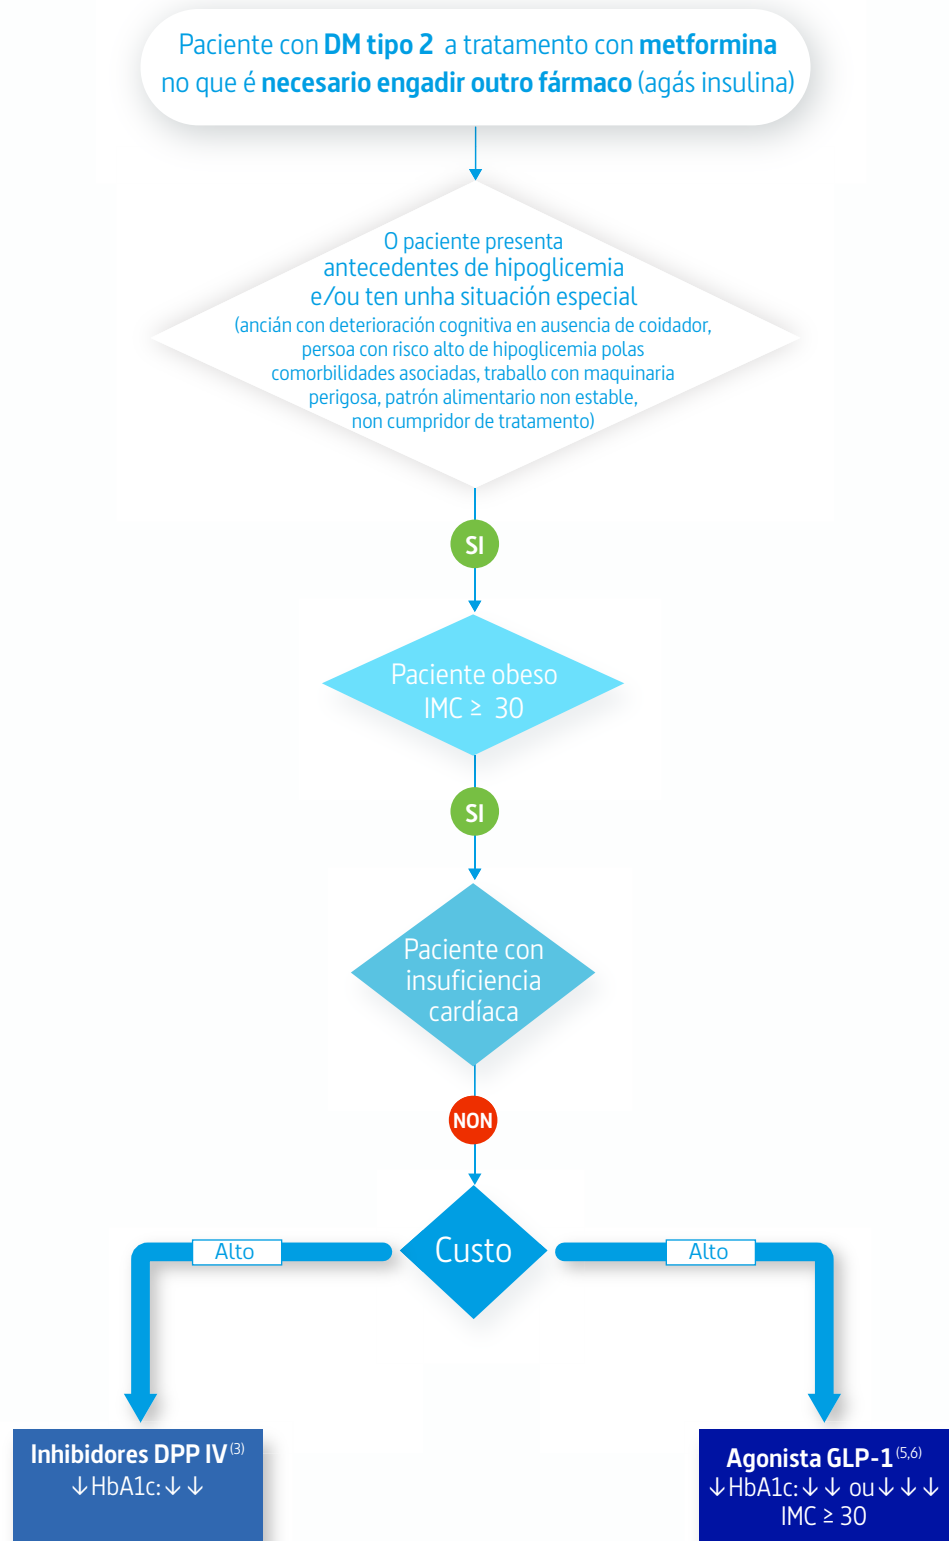 Paciente con DM tipo 2 a tratamento con metformina
no que é necesario engadir outro fármaco (agás insulina)
O paciente presenta
antecedentes de hipoglicemia
e/ou ten unha situación especial
(ancián con deterioración cognitiva en ausencia de coidador,
persoa con risco alto de hipoglicemia polas
comorbilidades asociadas, traballo con maquinaria
perigosa, patrón alimentario non estable,
non cumpridor de tratamento)
SI
Paciente obeso
IMC ≥ 30
SI
Paciente con
insuficiencia
cardíaca
NON
Custo
Alto
Alto
Inhibidores DPP IV (3)
↓HbA1c:↓ ↓
Agonista GLP-1 (5,6)
↓HbA1c:↓ ↓ ou ↓ ↓ ↓
IMC ≥ 30